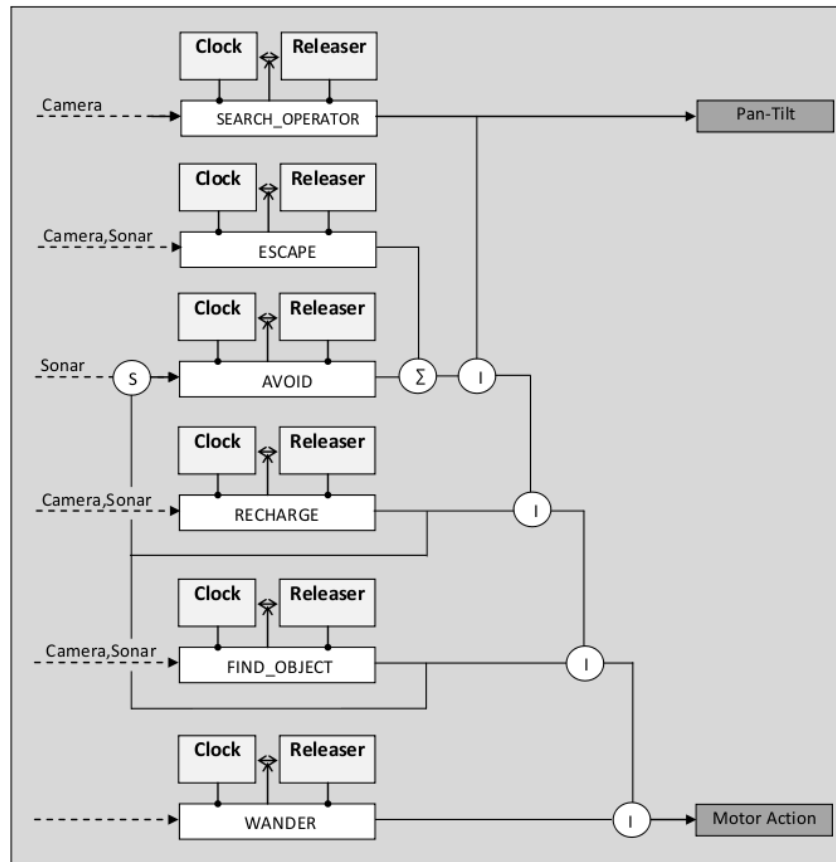 Clock Releaser
Camera
SEARCH_OPERATOR
Pan-Tilt
Clock Releaser
Camera,Sonar
ESCAPE
Clock Releaser
Sonar
S
AVOID
Σ
I
Clock Releaser
Camera,Sonar
RECHARGE
I
Clock Releaser
Camera,Sonar
FIND_OBJECT
I
Clock Releaser
WANDER
I
Motor Action